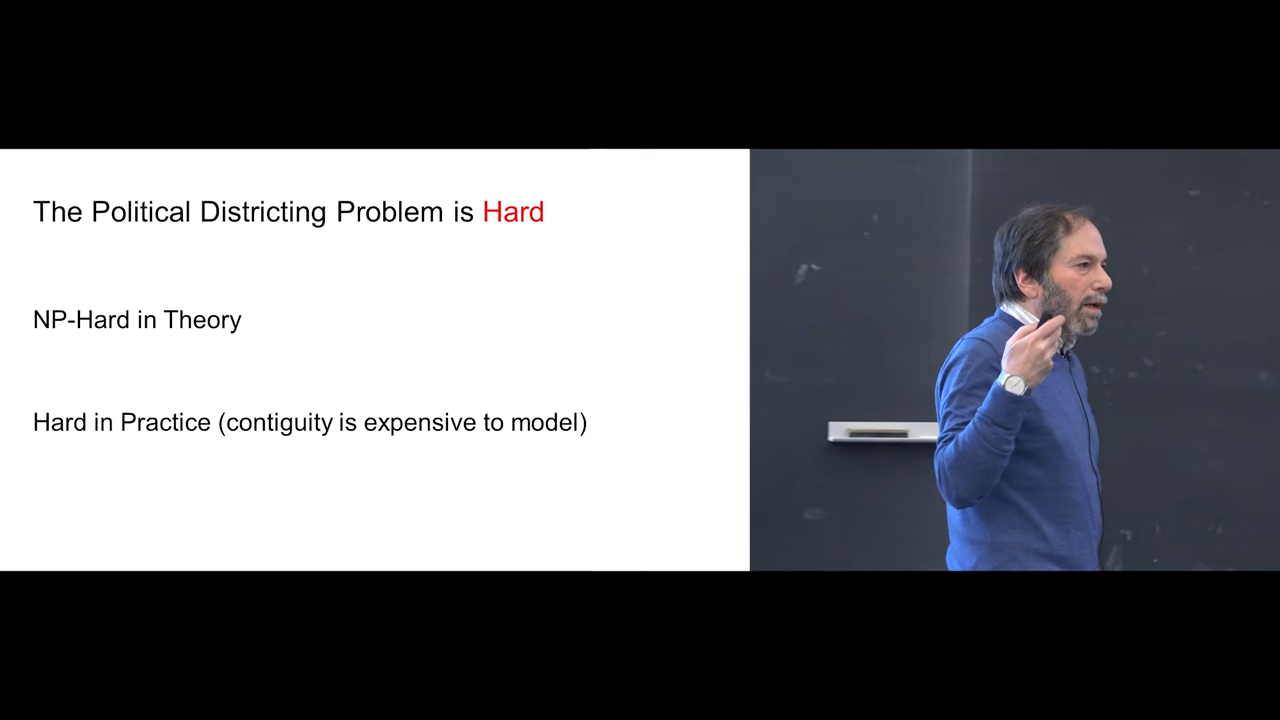 The Political Districting Problem is Hard
NP-Hard in Theory
Hard in Practice (contiguity is expensive to model)